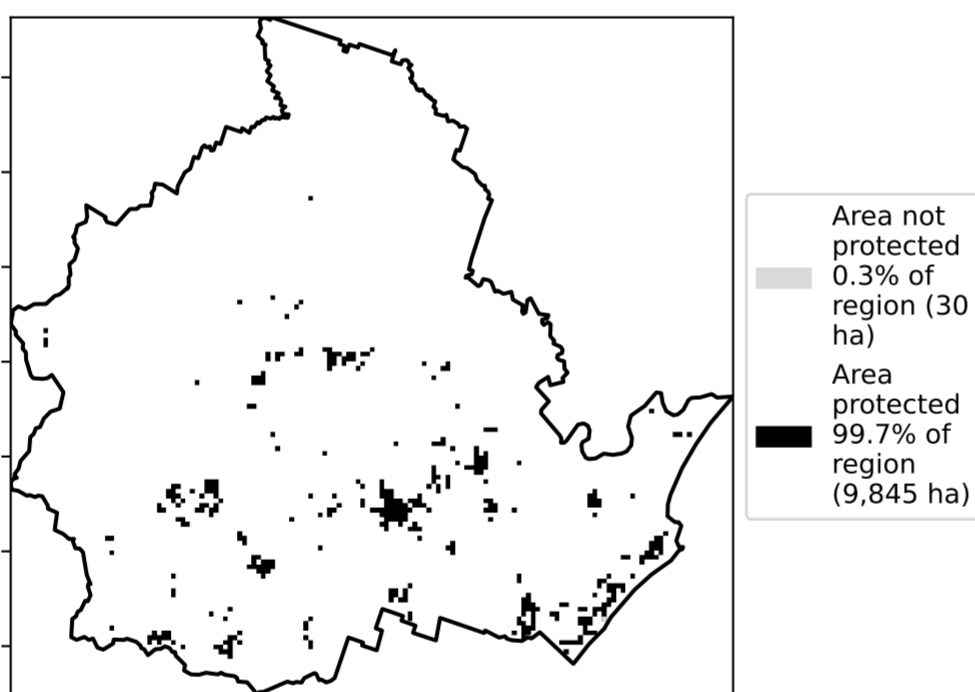 Area not
protected
0.3% of
region (30
ha)
Area
protected
99.7% of
region
(9,845 ha)